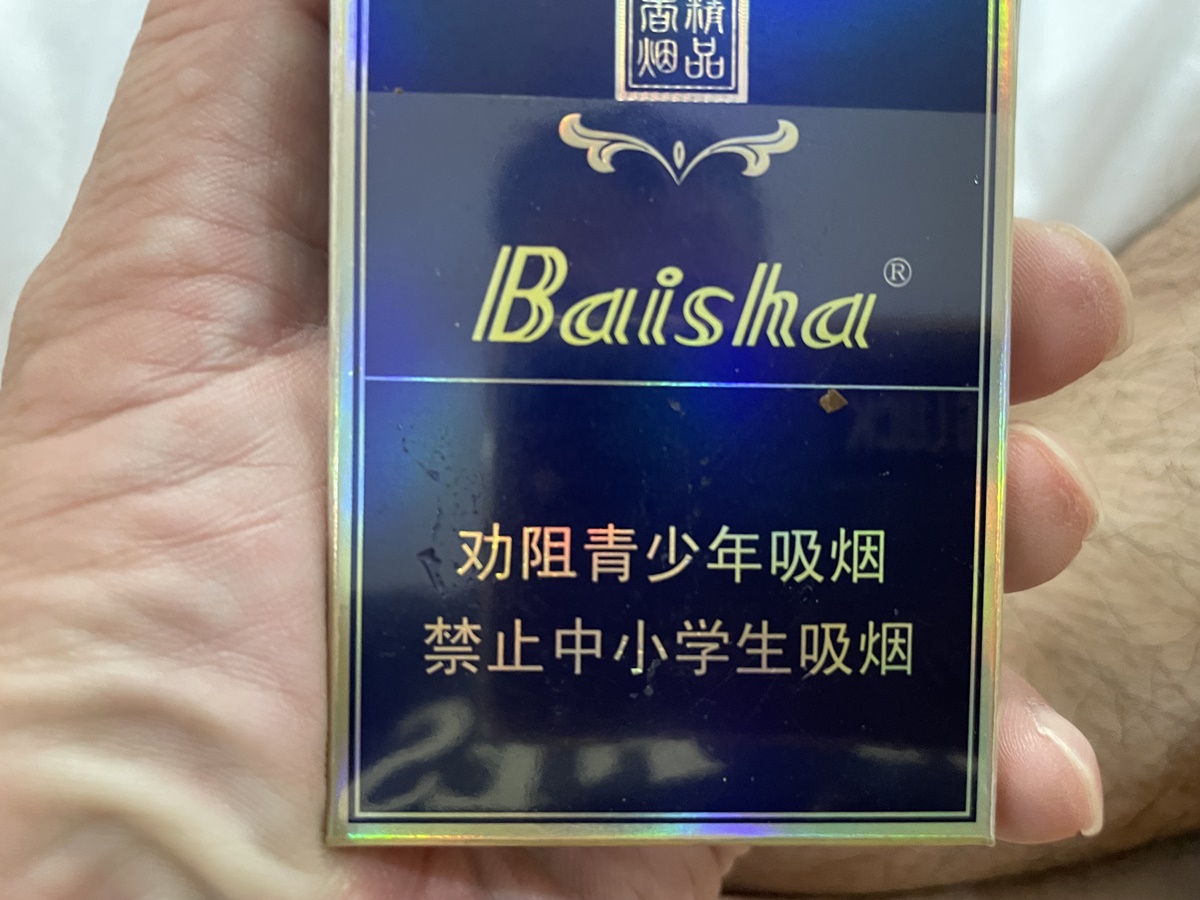 精品
香烟
Baisha®
劝阻青少年吸烟
禁止中小学生吸烟